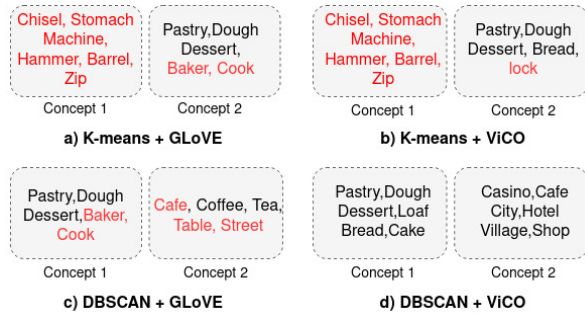 Chisel, Stomach
Machine,
Hammer, Barrel,
Zip
Pastry,Dough
Dessert,
Baker, Cook
Concept 1
Concept 2
a) K-means + GLoVE
Chisel, Stomach
Machine,
Hammer, Barrel,
Zip
Pastry,Dough
Dessert, Bread,
lock
Concept 1
Concept 2
b) K-means + ViCO
Pastry,Dough
Dessert,Baker,
Cook
Cafe, Coffee, Tea,
Table, Street
Concept 1
Concept 2
c) DBSCAN + GLoVE
Pastry,Dough
Dessert,Loaf
Bread,Cake
Casino,Cafe
City,Hotel
Village,Shop
Concept 1
Concept 2
d) DBSCAN + ViCO